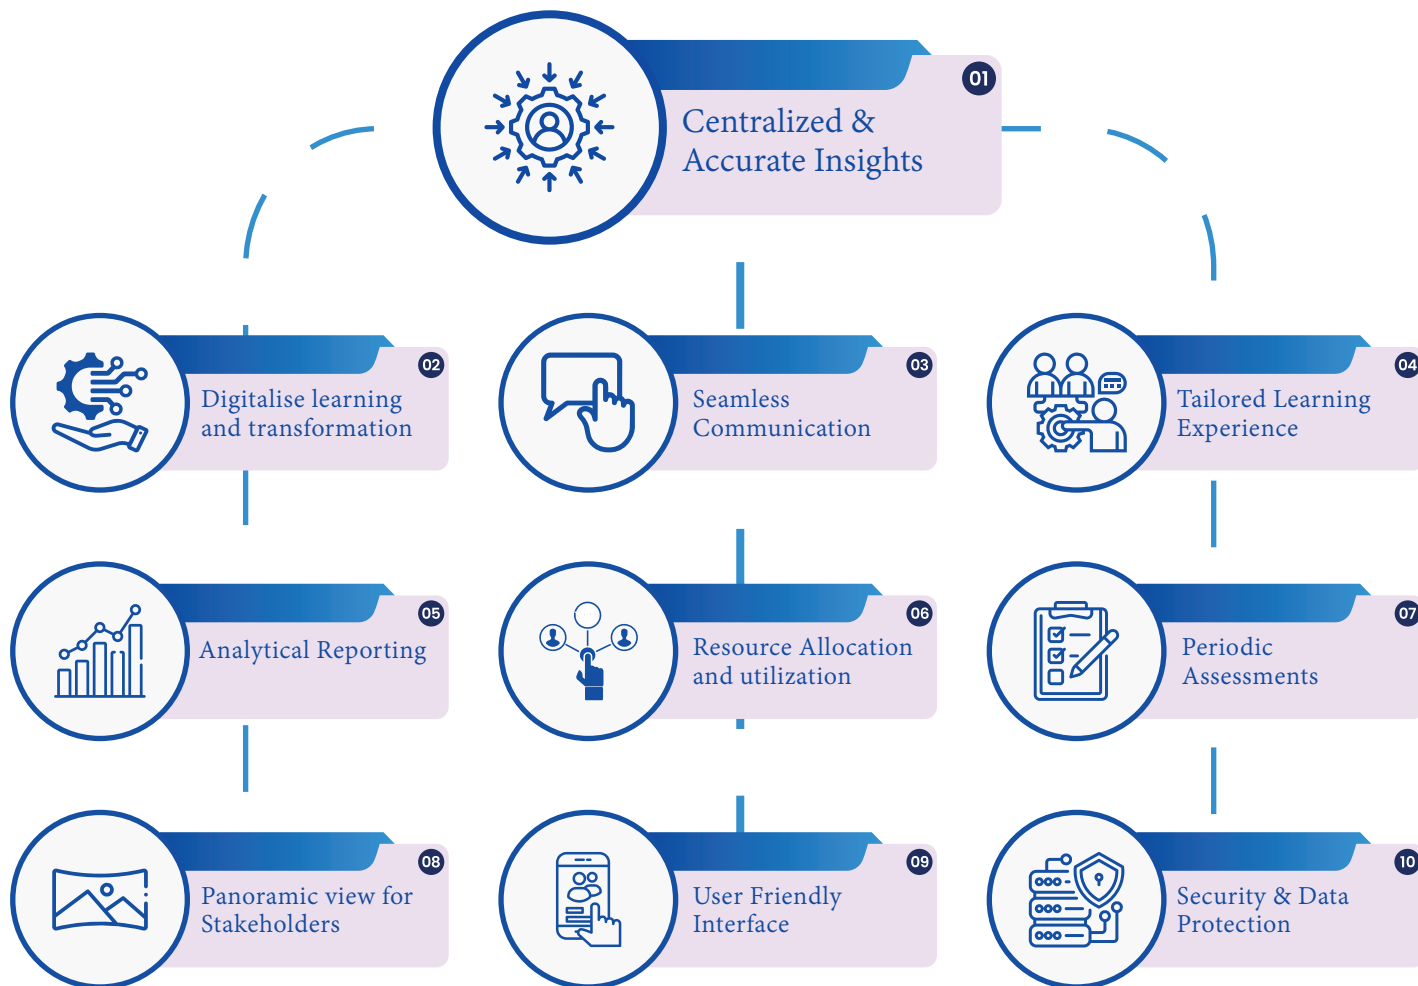 01
Centralized &
Accurate Insights
02
Digitalise learning
and transformation
03
Seamless
Communication
04
Tailored Learning
Experience
05
Analytical Reporting
06
Resource Allocation
and utilization
07
Periodic
Assessments
08
Panoramic view for
Stakeholders
09
User Friendly
Interface
10
Security & Data
Protection